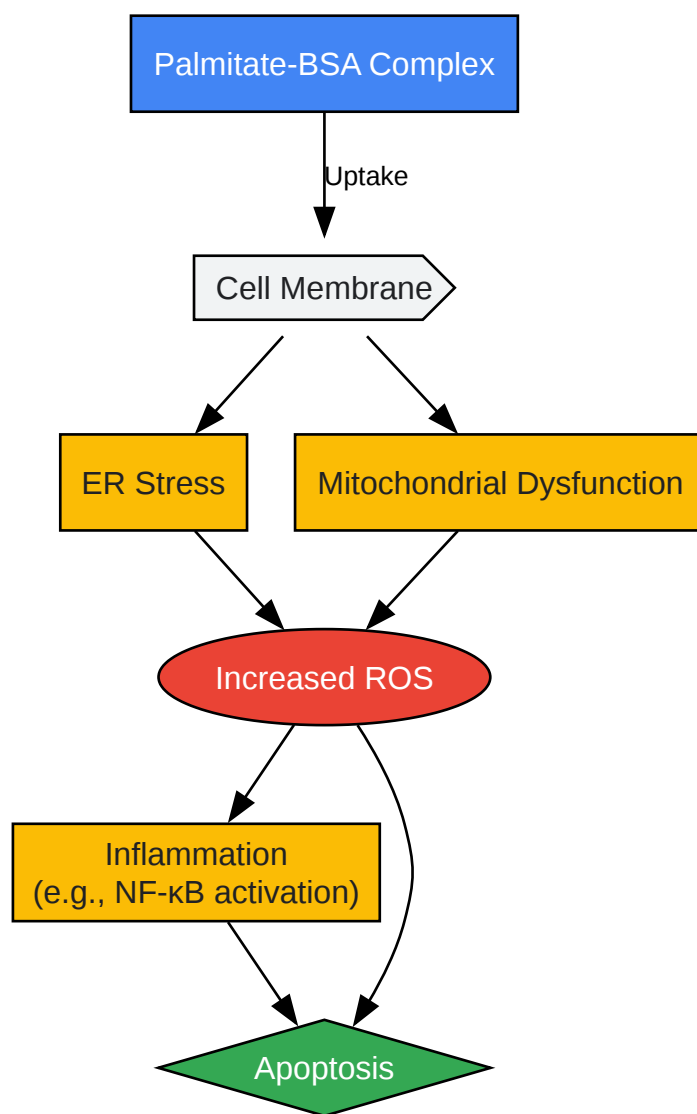 Palmitate-BSA Complex
Uptake
Cell Membrane
ER Stress
Mitochondrial Dysfunction
Increased ROS
Inflammation
(e.g., NF-κB activation)
Apoptosis